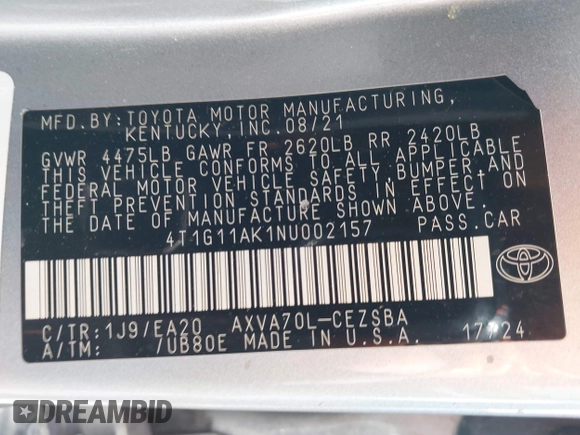 MFD.BY:TOYOTA MOTOR MANUFACTURING,
KENTUCKY,INC.08/21
GVWR 4475LB GAWR FR 2620LB RR 2420LB
THIS VEHICLE CONFORMS TO ALL APPLICABLE
FEDERAL MOTOR VEHICLE SAFETY,BUMPER,AND
THEFT PREVENTION STANDARDS IN EFFECT ON
THE DATE OF MANUFACTURE SHOWN ABOVE.
4T1G11AK1NU002157 PASS.CAR
C/TR:1J9/EA20 AXVA70L-CEZSBA
A/TM: /UB80E MADE IN U.S.A. 17724
DREAMBID